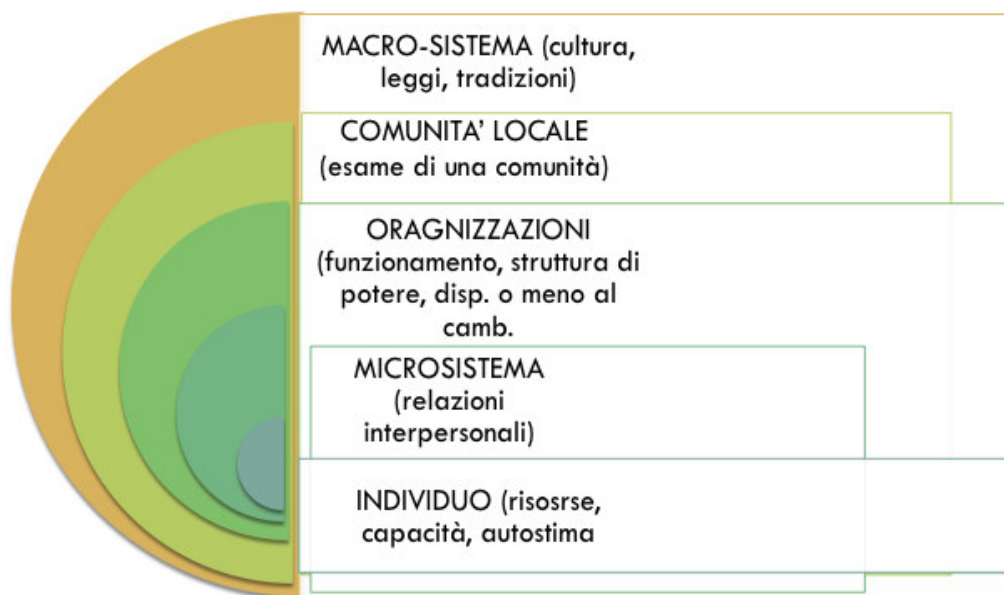 MACRO-SISTEMA (cultura,
leggi, tradizioni)
COMUNITA' LOCALE
(esame di una comunità)
ORAGNIZZAZIONI
(funzionamento, struttura di
potere, disp. o meno al
camb.
MICROSISTEMA
(relazioni
interpersonali)
INDIVIDUO (risosrse,
capacità, autostima